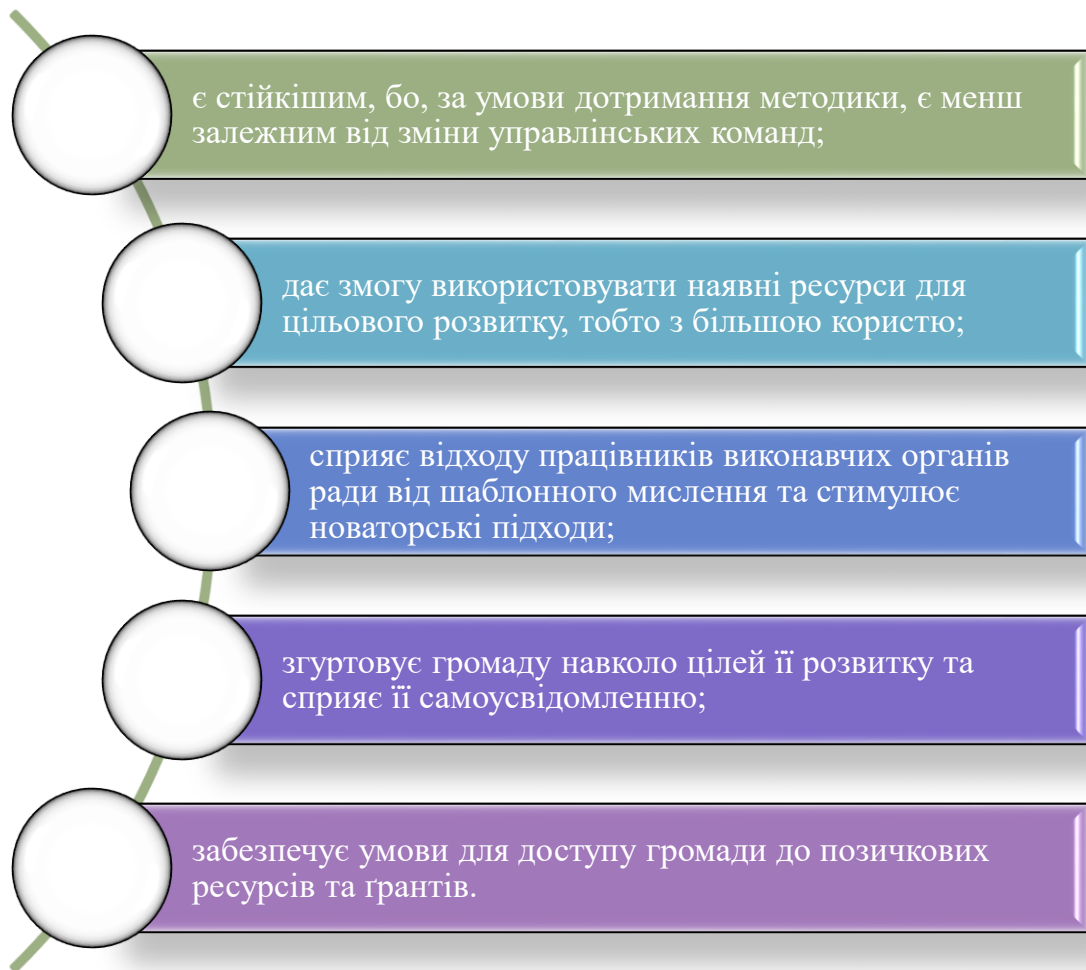 є стійкішим, бо, за умови дотримання методики, є менш
залежним від зміни управлінських команд;
дає змогу використовувати наявні ресурси для
цільового розвитку, тобто з більшою користю;
сприяє відходу працівників виконавчих органів
ради від шаблонного мислення та стимулює
новаторські підходи;
згуртовує громаду навколо цілей її розвитку та
сприяє її самоусвідомленню;
забезпечує умови для доступу громади до позичкових
ресурсів та ґрантів.